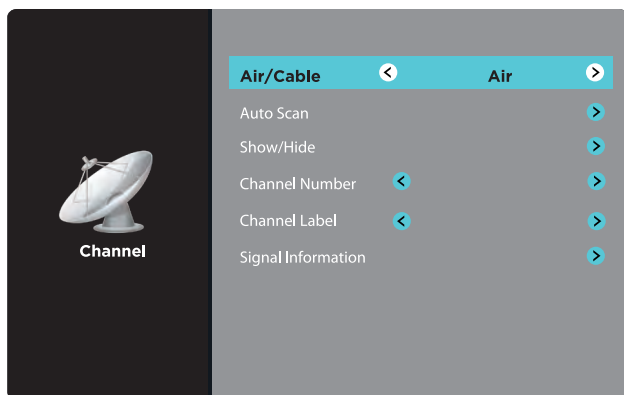 Air/Cable Air
Auto Scan
Show/Hide
Channel Number
Channel Label
Channel
Signal Information